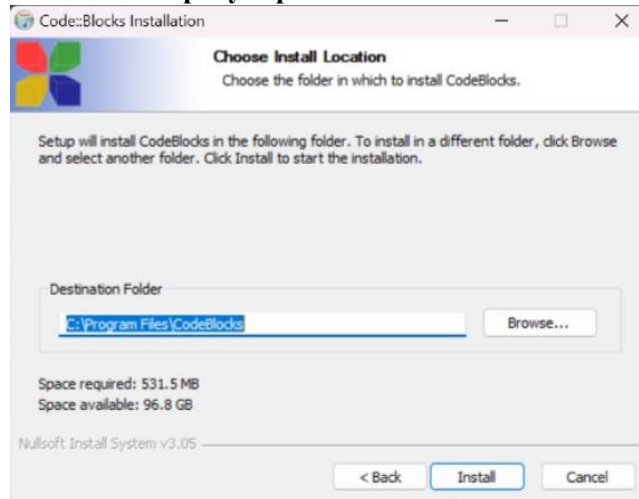 Code::Blocks Installation
Choose Install Location
Choose the folder in which to install CodeBlocks.
Setup will install CodeBlocks in the following folder. To install in a different folder, click Browse
and select another folder. Click Install to start the installation.
Destination Folder
C:\Program Files\CodeBlocks
Browse...
Space required: 531.5 MB
Space available: 96.8 GB
Nullsoft Install System v3.05
< Back
Install
Cancel